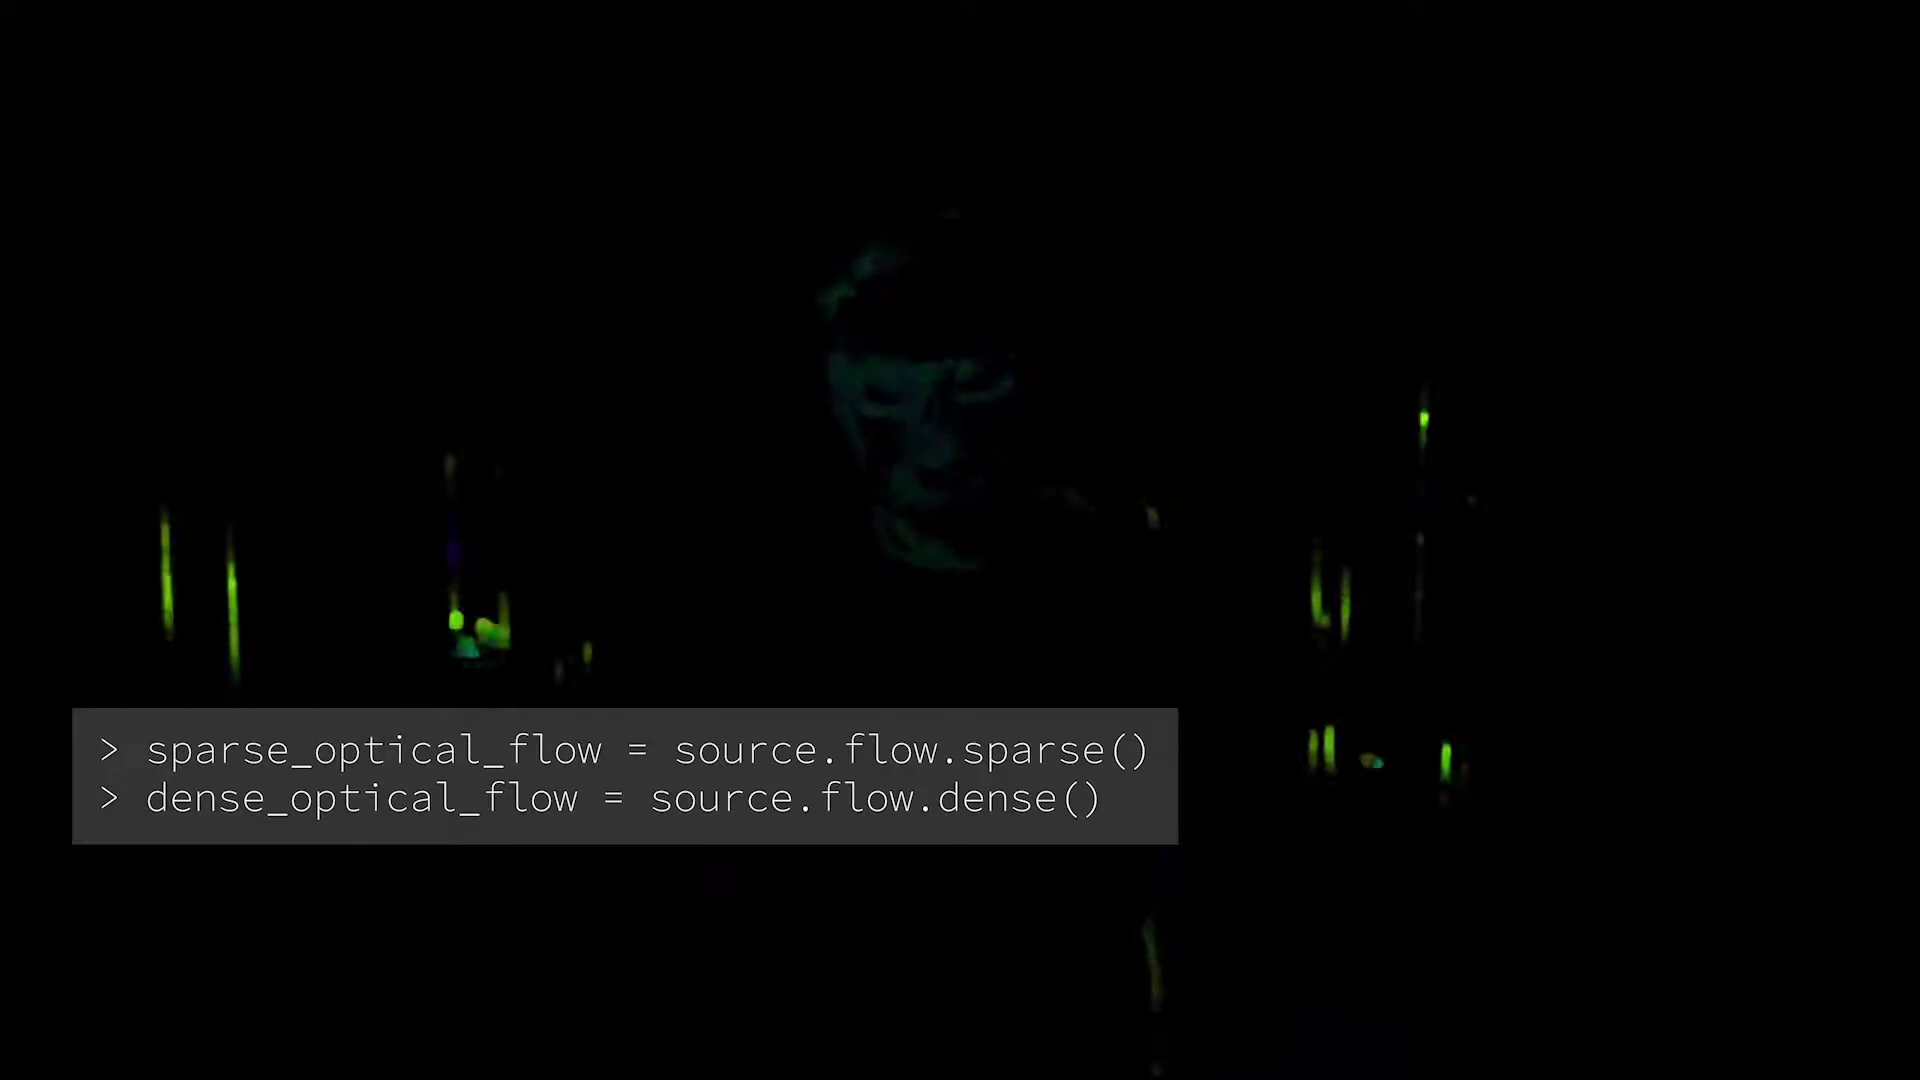 > sparse_optical_flow = source.flow.sparse()
> dense_optical_flow = source.flow.dense()